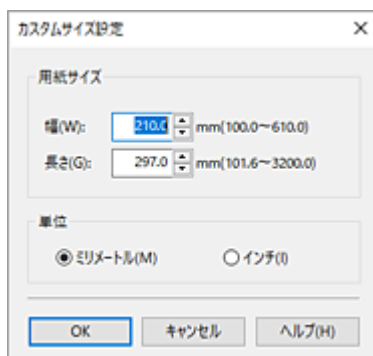 カスタムサイズ設定
用紙サイズ
幅(W): 210.0 mm(100.0～610.0)
長さ(G): 297.0 mm(101.6～3200.0)
単位
ミリメートル(M) インチ(I)
OK キャンセル ヘルプ(H)